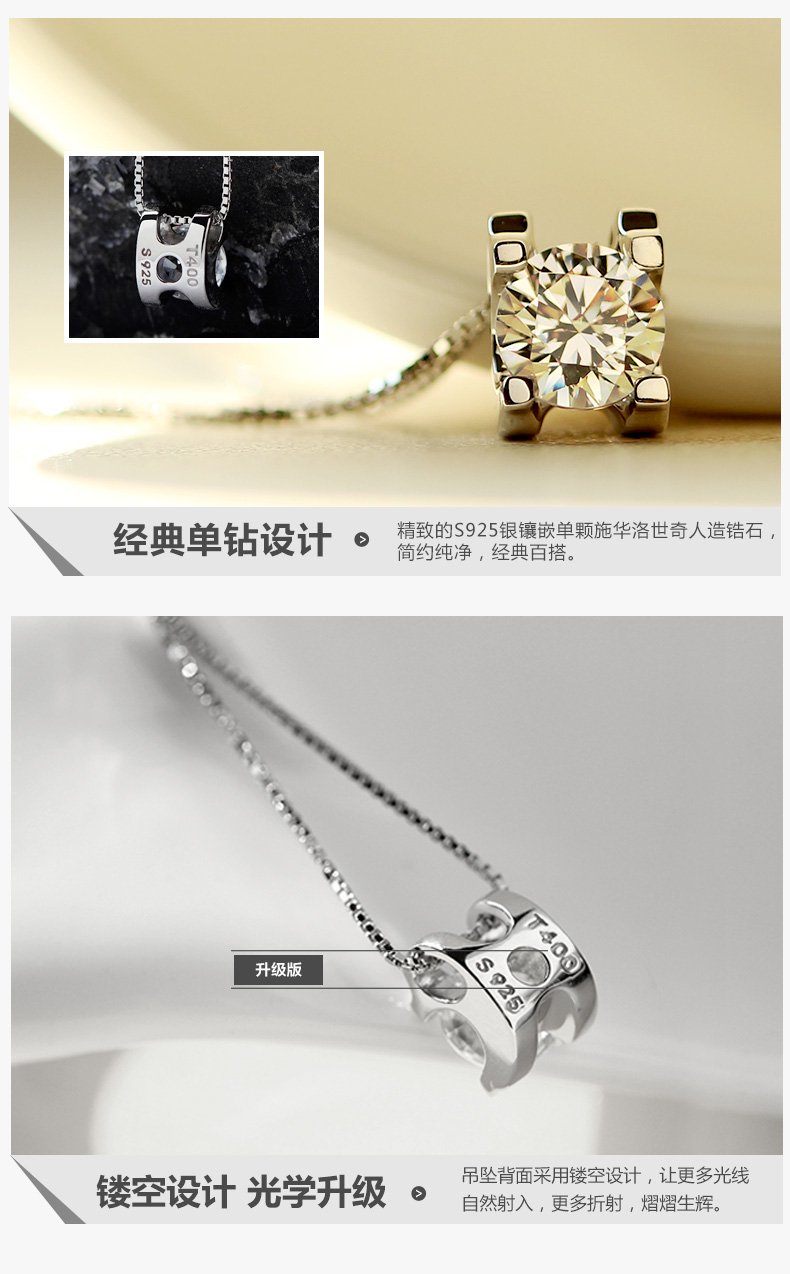 S925
T400
经典单钻设计
精致的S925银镶嵌单颗施华洛世奇人造锆石，
简约纯净，经典百搭。
T400
S925
升级版
镂空设计 光学升级
吊坠背面采用镂空设计，让更多光线
自然射入，更多折射，熠熠生辉。